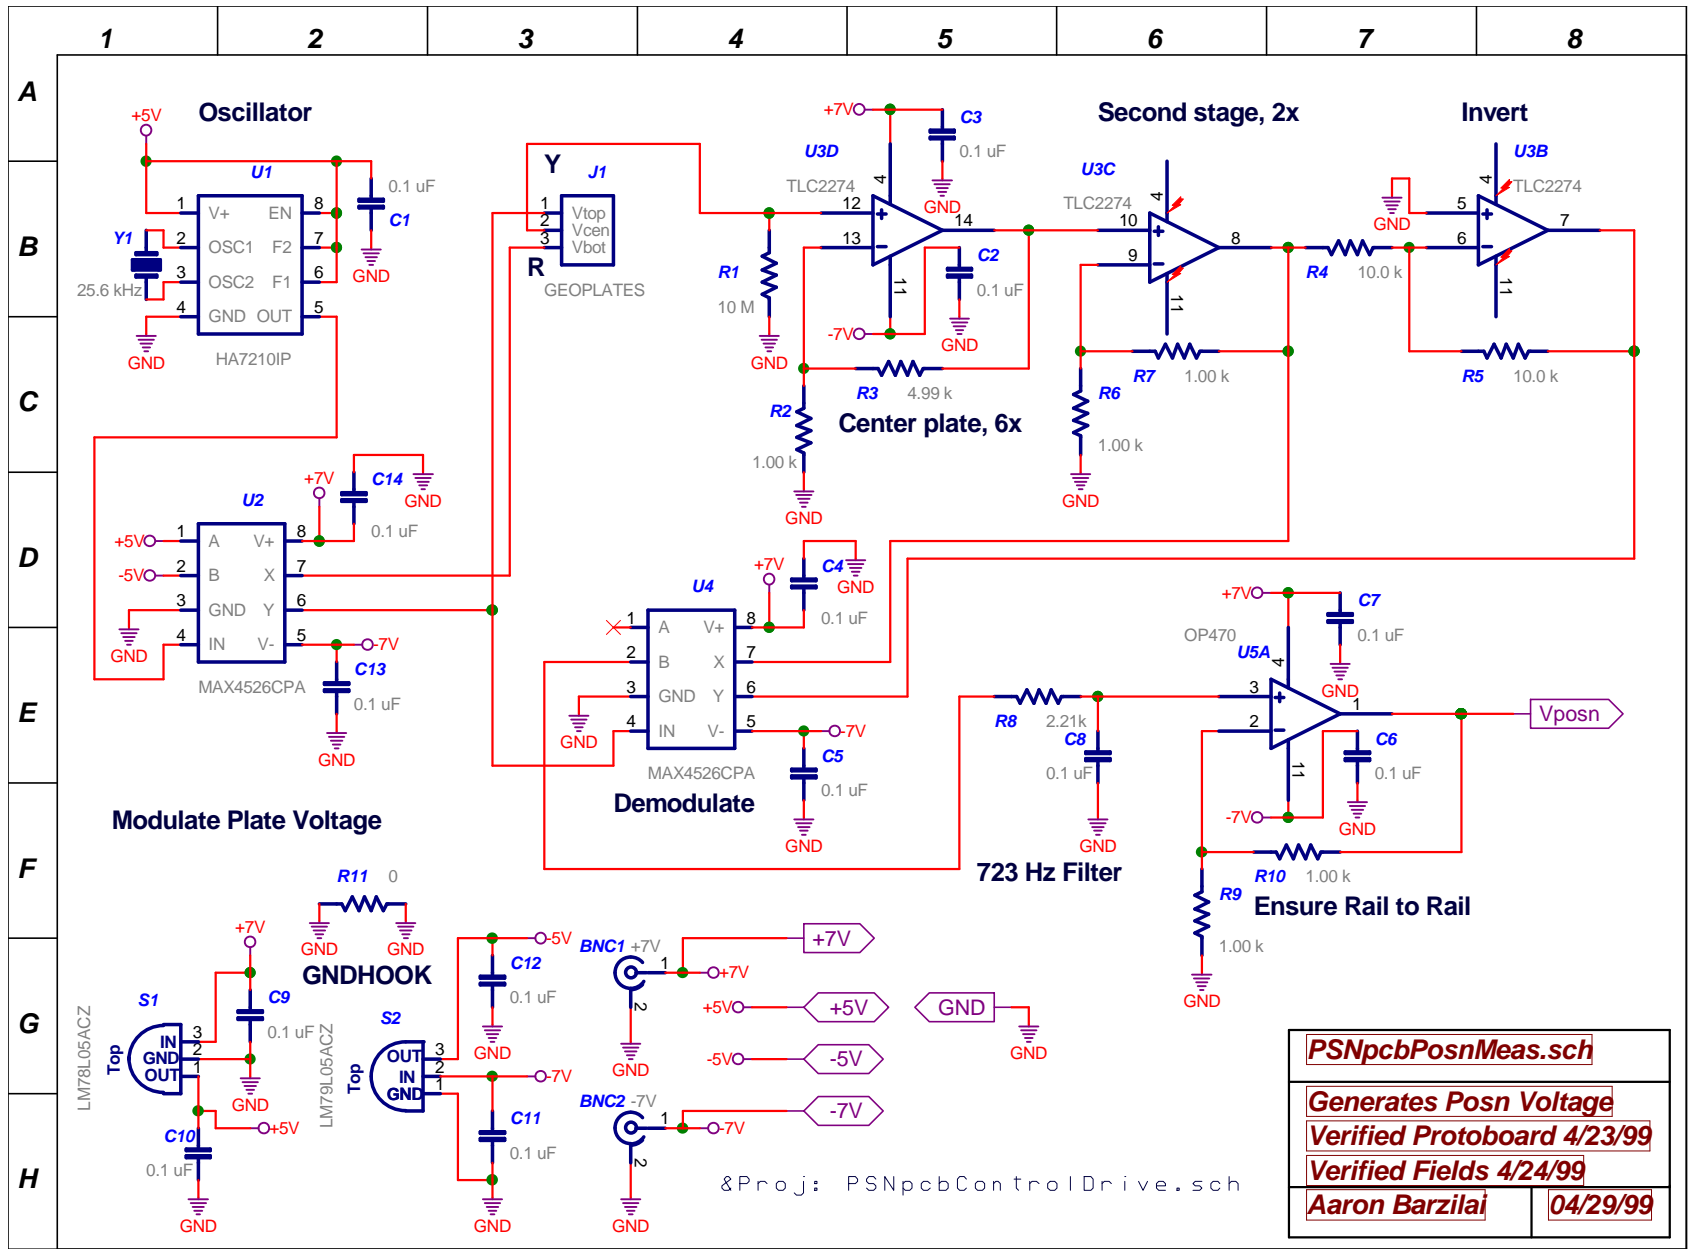 1 2 3 4 5 6 7 8
A
B
C
D
E
F
G
H
Oscillator
+5V
U1
1 V+ EN 8
2 OSC1 F2 7
3 OSC2 F1 6
4 GND OUT 5
HA7210IP
Y1
25.6 kHz
GND
0.1 uF
C1
GND
Y
J1
1 Vtop
2 Vcen
3 Vbot
R
GEOPLATES
+7V
C3
0.1 uF
GND
U3D
TLC2274
4
12
13
14
11
C2
0.1 uF
GND
-7V
R1
10 M
GND
R3
4.99 k
R2
1.00 k
GND
Center plate, 6x
Second stage, 2x
U3C
TLC2274
4
10
9
8
11
R7
1.00 k
R6
1.00 k
GND
Invert
U3B
TLC2274
4
GND
5
6
7
11
R4
10.0 k
R5
10.0 k
+7V
C14
0.1 uF
GND
U2
+5V 1 A V+ 8
-5V 2 B X 7
3 GND Y 6
4 IN V- 5
GND
-7V
MAX4526CPA
C13
0.1 uF
GND
Modulate Plate Voltage
+7V
C4
0.1 uF
GND
U4
1 A V+ 8
2 B X 7
3 GND Y 6
4 IN V- 5
GND
-7V
MAX4526CPA
C5
0.1 uF
GND
Demodulate
R8
2.21k
C8
0.1 uF
GND
723 Hz Filter
+7V
C7
0.1 uF
GND
OP470
U5A
4
3
2
1
11
Vposn
C6
0.1 uF
GND
-7V
R10
1.00 k
R9
1.00 k
GND
Ensure Rail to Rail
R11 0
GND GND
GNDHOOK
+7V
C9
0.1 uF
GND
S1
LM78L05ACZ
Top
IN 3
GND 2
OUT 1
+5V
C10
0.1 uF
GND
-5V
C12
0.1 uF
GND
S2
LM79L05ACZ
Top
OUT 3
IN 2
GND 1
-7V
C11
0.1 uF
GND
BNC1 +7V
1
2
+7V
+7V
GND
+5V +5V
-5V -5V
GND
GND
BNC2 -7V
1
2
-7V
-7V
GND
&Proj: PSNpcbControlDrive.sch
PSNpcbPosnMeas.sch
Generates Posn Voltage
Verified Protoboard 4/23/99
Verified Fields 4/24/99
Aaron Barzilai 04/29/99